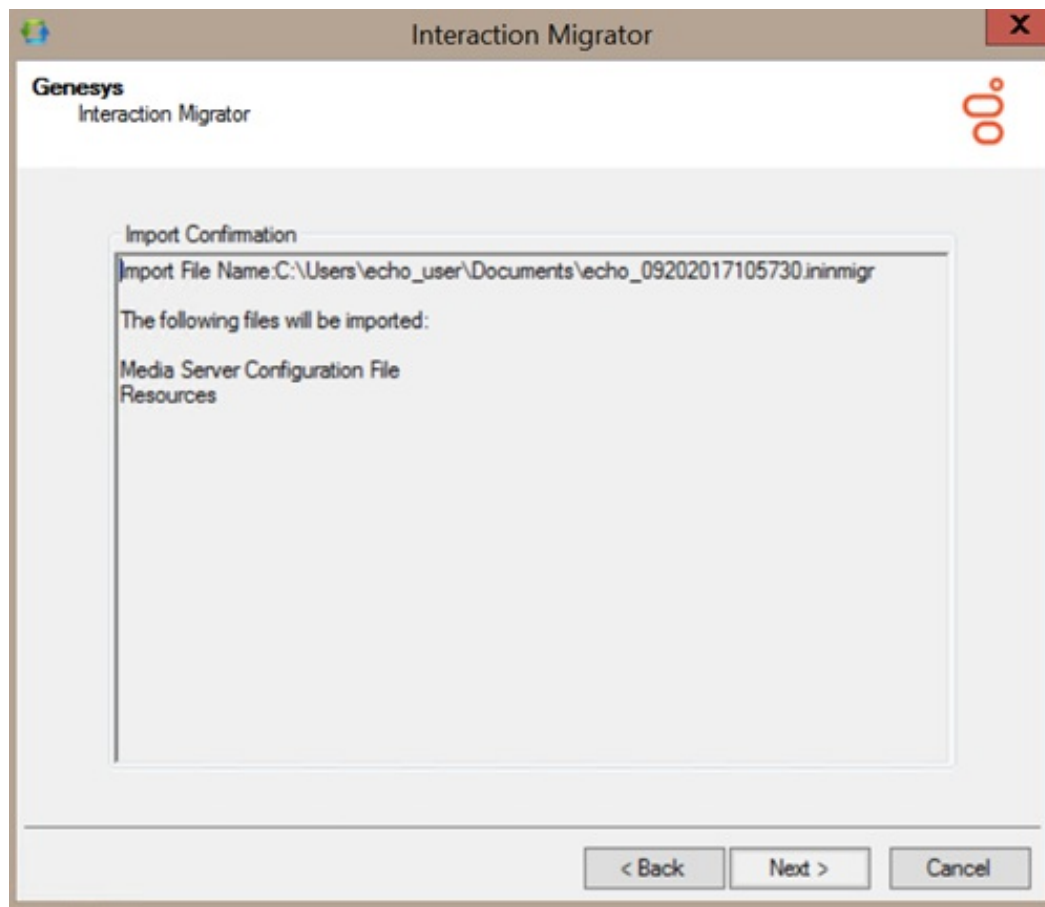 Interaction Migrator
X
Genesys
Interaction Migrator
Import Confirmation
Import File Name:C:\Users\echo_user\Documents\echo_09202017105730.ininmigr
The following files will be imported:
Media Server Configuration File
Resources
< Back
Next >
Cancel